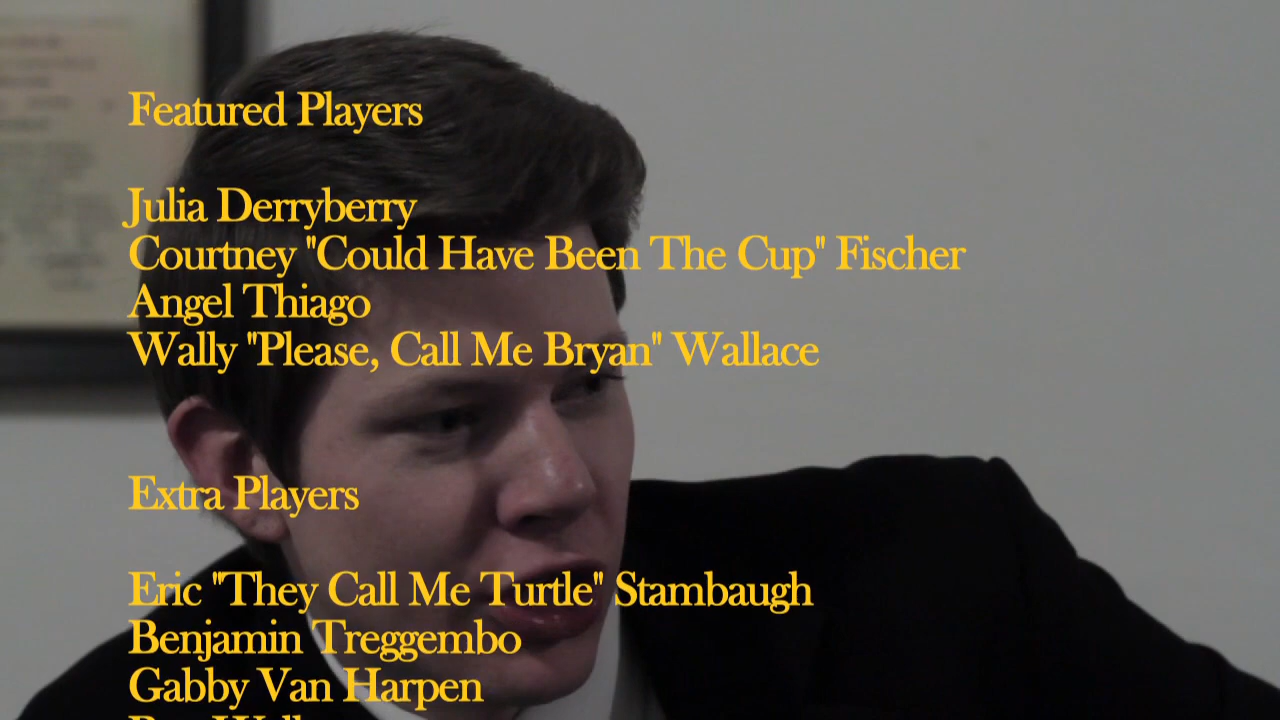 Featured Players
Julia Derryberry
Courtney "Could Have Been The Cup" Fischer
Angel Thiago
Wally "Please, Call Me Bryan" Wallace
Extra Players
Eric "They Call Me Turtle" Stambaugh
Benjamin Treggembo
Gabby Van Harpen